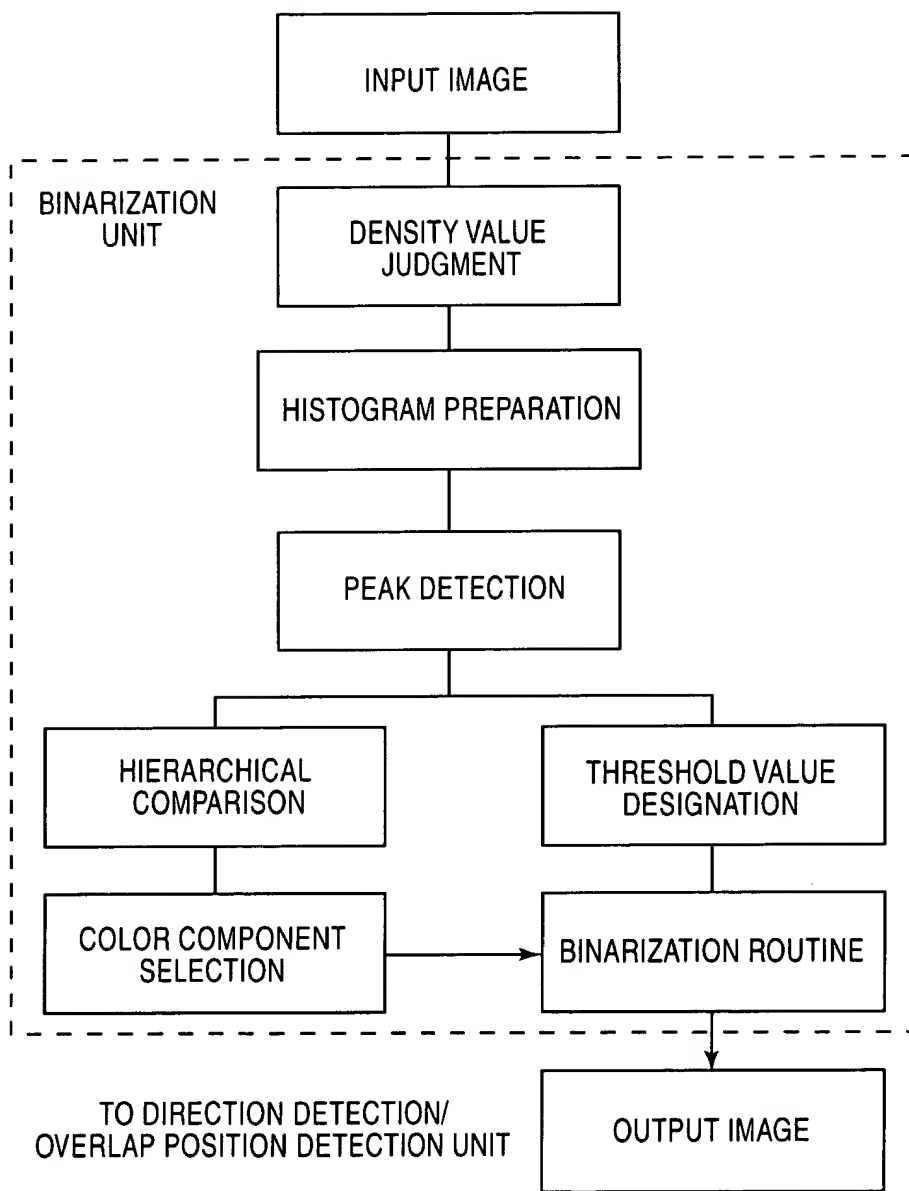 INPUT IMAGE
BINARIZATION
UNIT
DENSITY VALUE
JUDGMENT
HISTOGRAM PREPARATION
PEAK DETECTION
HIERARCHICAL
COMPARISON
THRESHOLD VALUE
DESIGNATION
COLOR COMPONENT
SELECTION
BINARIZATION ROUTINE
TO DIRECTION DETECTION/
OVERLAP POSITION DETECTION UNIT
OUTPUT IMAGE